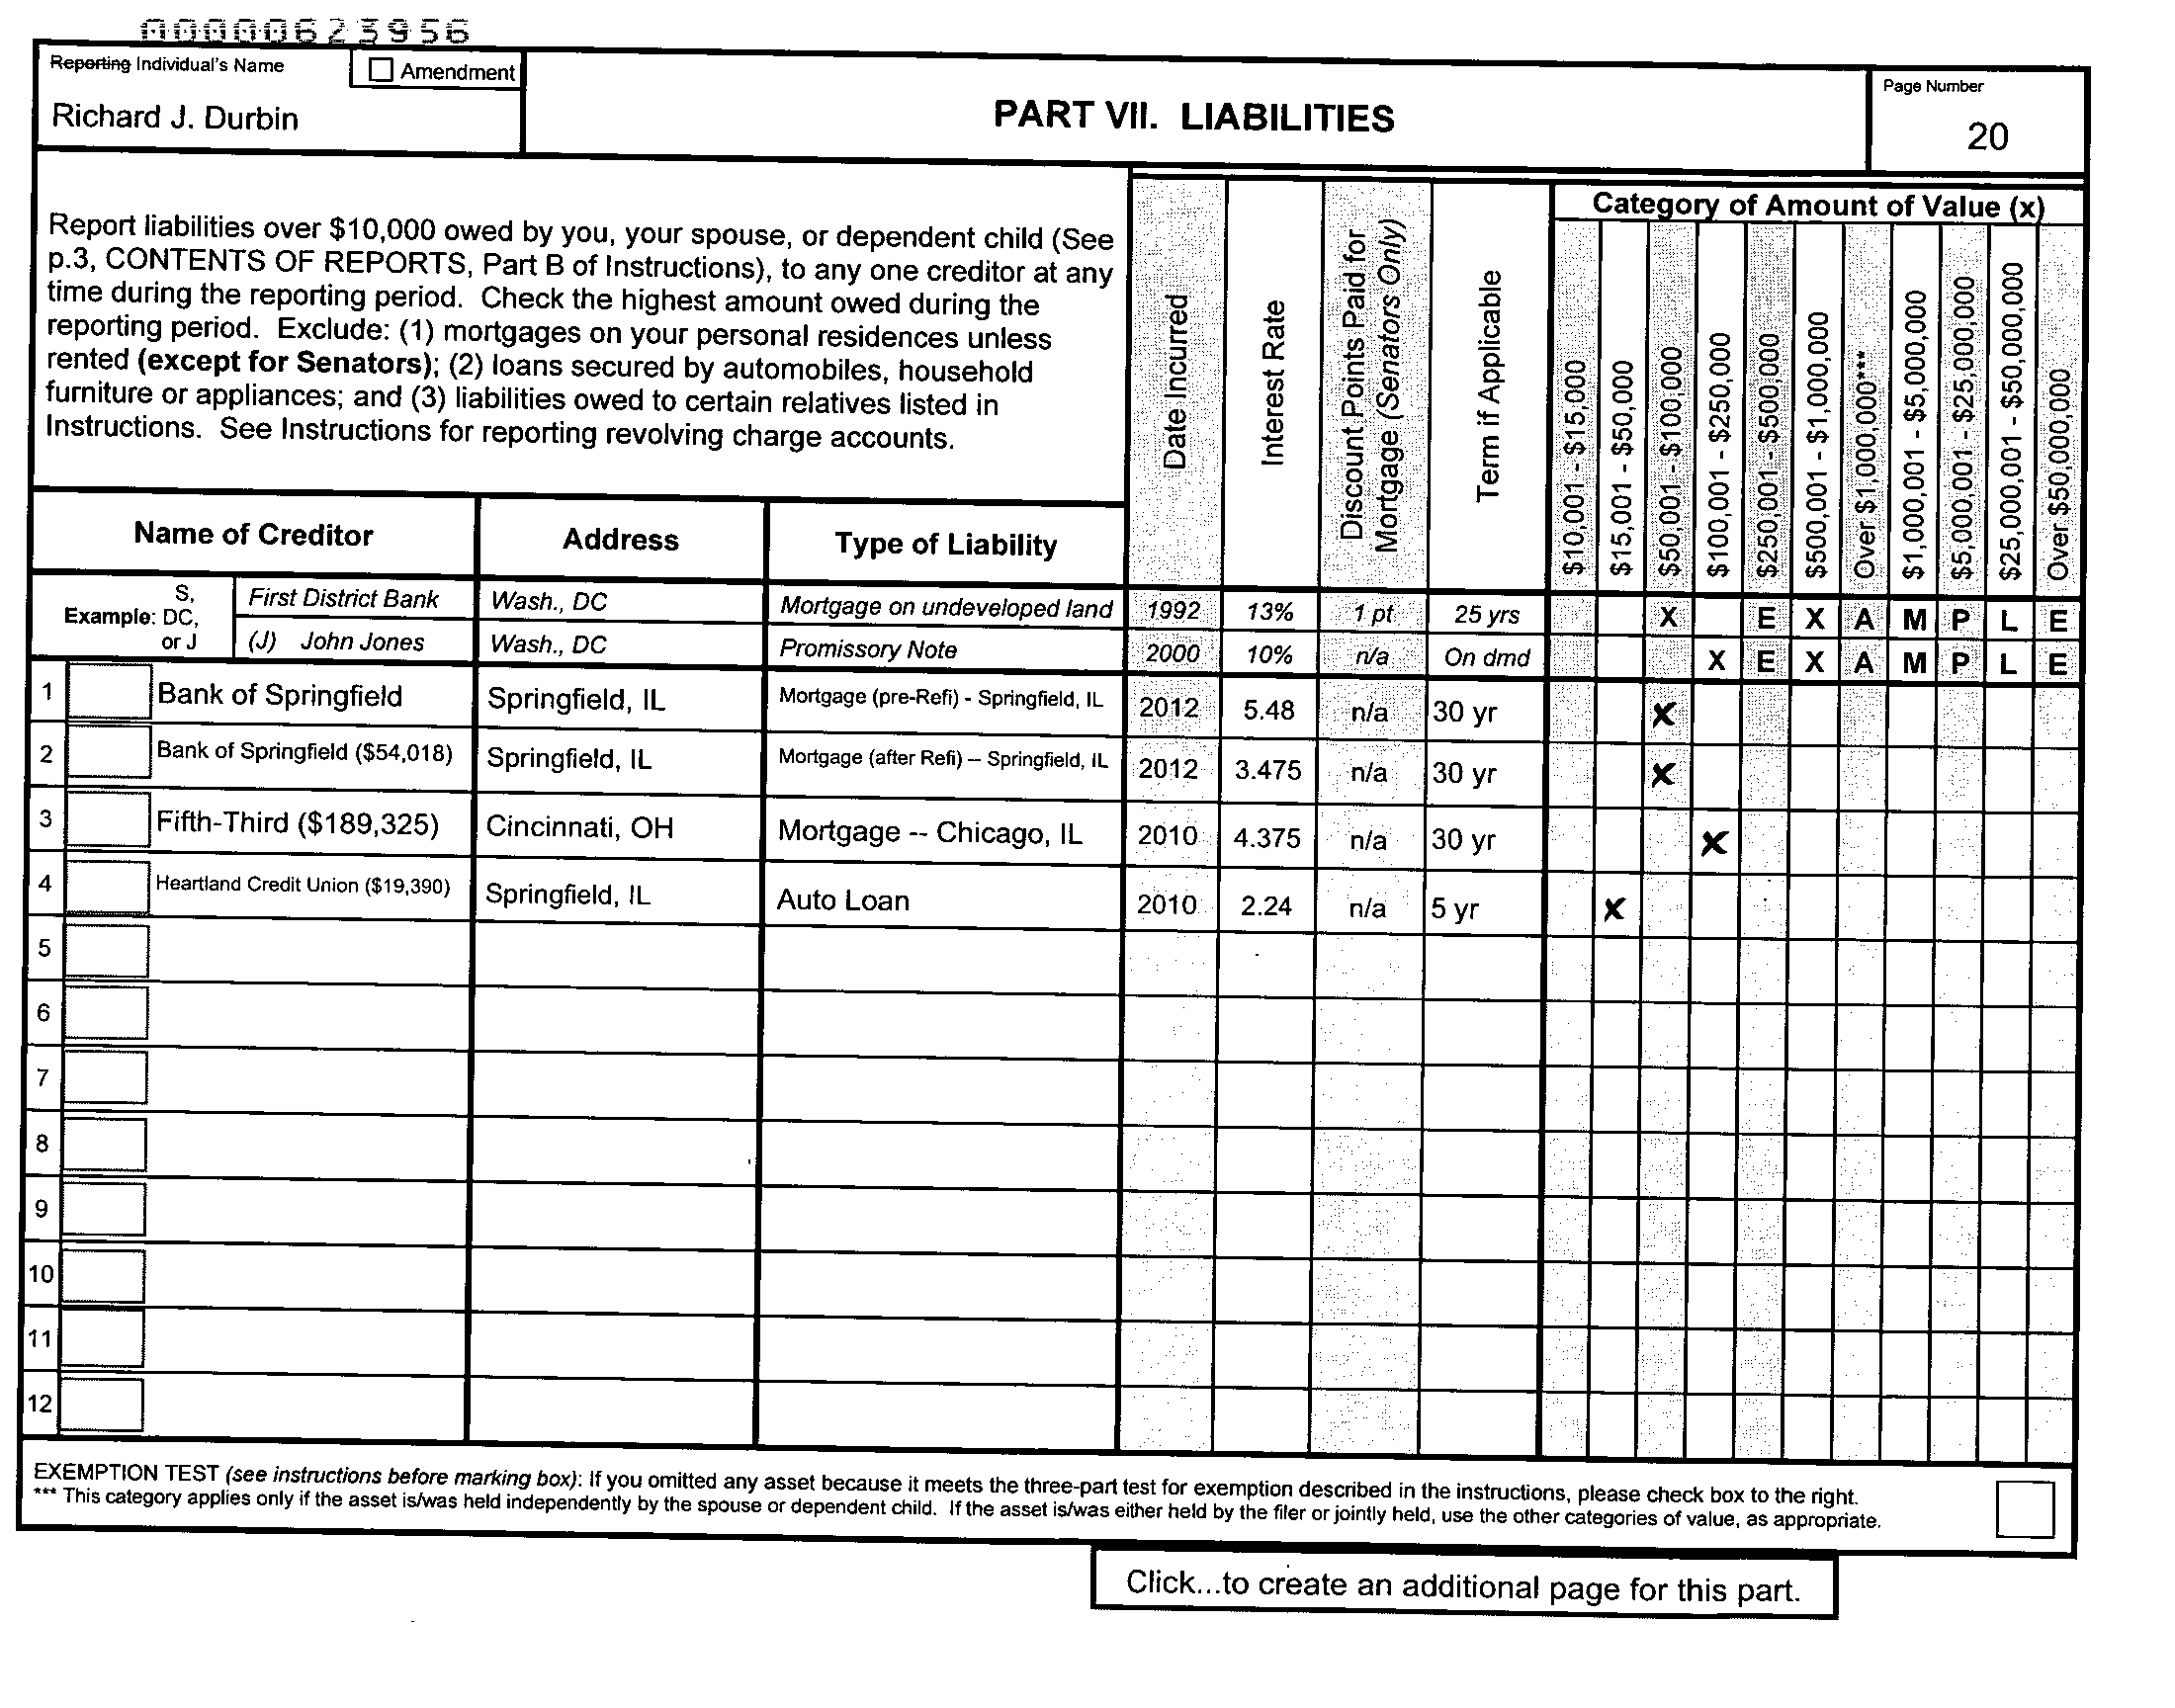 00000623956
Reporting Individual's Name
Amendment
Richard J. Durbin
PART VII. LIABILITIES
Page Number
20
Report liabilities over $10,000 owed by you, your spouse, or dependent child (See
p.3, CONTENTS OF REPORTS, Part B of Instructions), to any one creditor at any
time during the reporting period. Check the highest amount owed during the
reporting period. Exclude: (1) mortgages on your personal residences unless
rented (except for Senators); (2) loans secured by automobiles, household
furniture or appliances; and (3) liabilities owed to certain relatives listed in
Instructions. See Instructions for reporting revolving charge accounts.
Date Incurred
Interest Rate
Discount Points Paid for
Mortgage (Senators Only)
Term if Applicable
Category of Amount of Value (x)
$10,001 - $15,000
$15,001 - $50,000
$50,001 - $100,000
$100,001 - $250,000
$250,001 - $500,000
$500,001 - $1,000,000
Over $1,000,000***
$1,000,001 - $5,000,000
$5,000,001 - $25,000,000
$25,000,001 - $50,000,000
Over $50,000,000
Name of Creditor Address Type of Liability
Example: S, DC, or J
First District Bank Wash., DC Mortgage on undeveloped land 1992 13% 1 pt 25 yrs X E X A M P L E
(J) John Jones Wash., DC Promissory Note 2000 10% n/a On dmd X E X A M P L E
1 Bank of Springfield Springfield, IL Mortgage (pre-Refi) - Springfield, IL 2012 5.48 n/a 30 yr X
2 Bank of Springfield ($54,018) Springfield, IL Mortgage (after Refi) -- Springfield, IL 2012 3.475 n/a 30 yr X
3 Fifth-Third ($189,325) Cincinnati, OH Mortgage -- Chicago, IL 2010 4.375 n/a 30 yr X
4 Heartland Credit Union ($19,390) Springfield, IL Auto Loan 2010 2.24 n/a 5 yr X
5
6
7
8
9
10
11
12
EXEMPTION TEST (see instructions before marking box): If you omitted any asset because it meets the three-part test for exemption described in the instructions, please check box to the right.
*** This category applies only if the asset is/was held independently by the spouse or dependent child. If the asset is/was either held by the filer or jointly held, use the other categories of value, as appropriate.
Click...to create an additional page for this part.